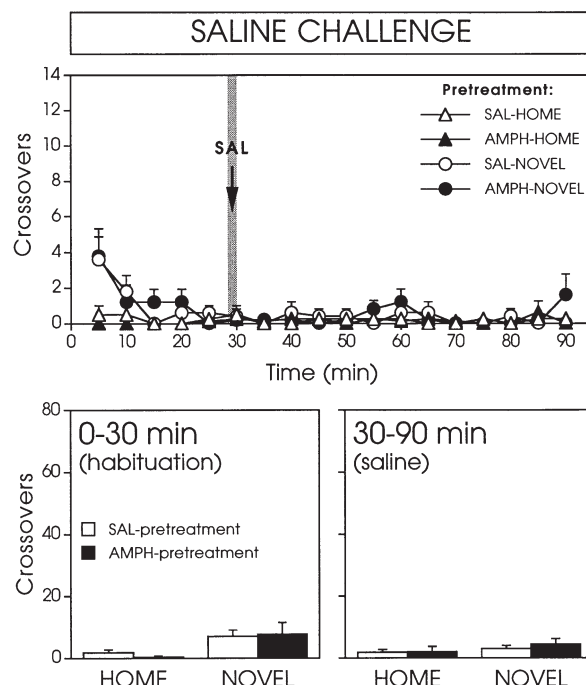 SALINE CHALLENGE
14
12
10
8
6
4
2
0
Crossovers
SAL
Pretreatment:
SAL-HOME
AMPH-HOME
SAL-NOVEL
AMPH-NOVEL
0 10 20 30 40 50 60 70 80 90
Time (min)
80
60
40
20
0
Crossovers
0-30 min
(habituation)
SAL-pretreatment
AMPH-pretreatment
HOME NOVEL
30-90 min
(saline)
HOME NOVEL